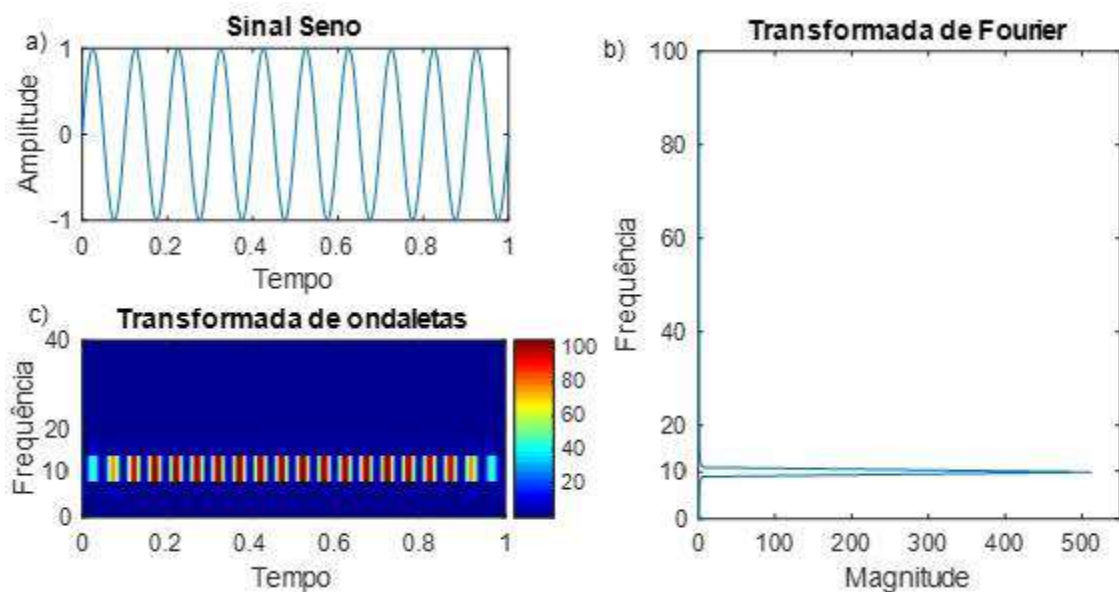 a)
Sinal Seno
Amplitude
1
0
-1
0 0.2 0.4 0.6 0.8 1
Tempo
b)
Transformada de Fourier
Frequência
100
80
60
40
20
10
0
0 100 200 300 400 500
Magnitude
c)
Transformada de ondaletas
Frequência
40
20
10
0
0 0.2 0.4 0.6 0.8 1
Tempo
100
80
60
40
20